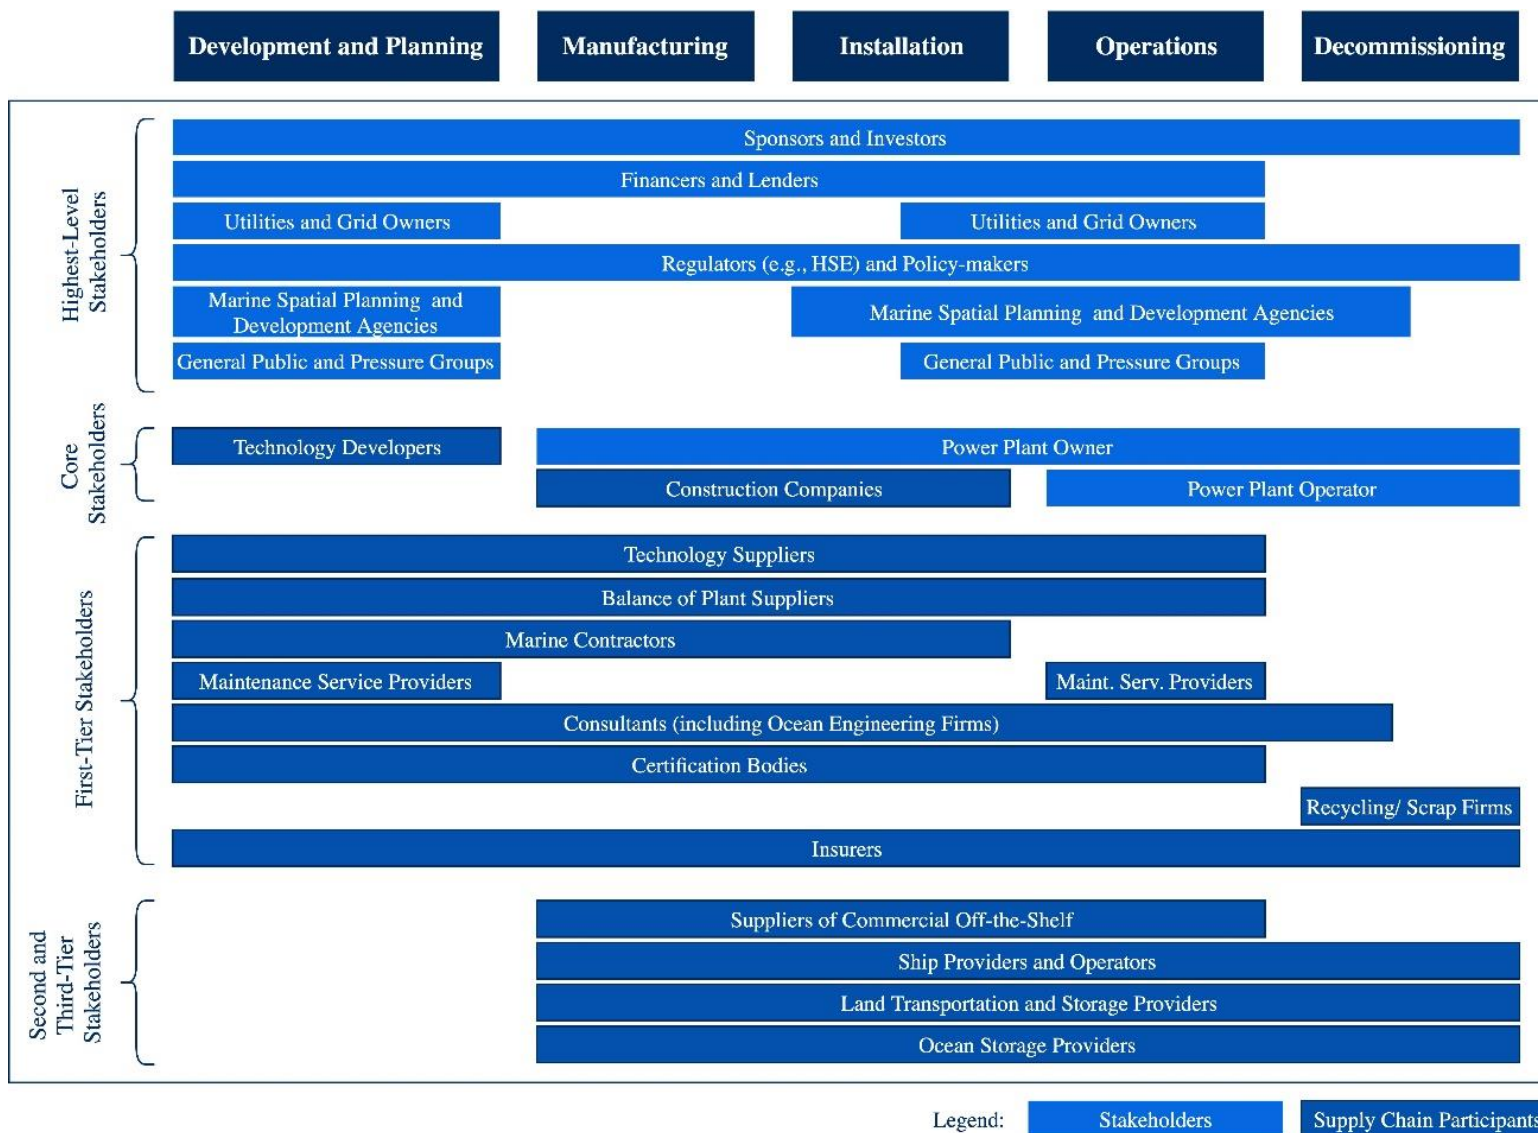 Development and Planning
Manufacturing
Installation
Operations
Decommissioning
Highest-Level
Stakeholders
Sponsors and Investors
Financers and Lenders
Utilities and Grid Owners
Utilities and Grid Owners
Regulators (e.g., HSE) and Policy-makers
Marine Spatial Planning and
Development Agencies
Marine Spatial Planning and Development Agencies
General Public and Pressure Groups
General Public and Pressure Groups
Core
Stakeholders
Technology Developers
Power Plant Owner
Construction Companies
Power Plant Operator
First-Tier Stakeholders
Technology Suppliers
Balance of Plant Suppliers
Marine Contractors
Maintenance Service Providers
Maint. Serv. Providers
Consultants (including Ocean Engineering Firms)
Certification Bodies
Recycling/ Scrap Firms
Insurers
Second and
Third-Tier
Stakeholders
Suppliers of Commercial Off-the-Shelf
Ship Providers and Operators
Land Transportation and Storage Providers
Ocean Storage Providers
Legend:
Stakeholders
Supply Chain Participants